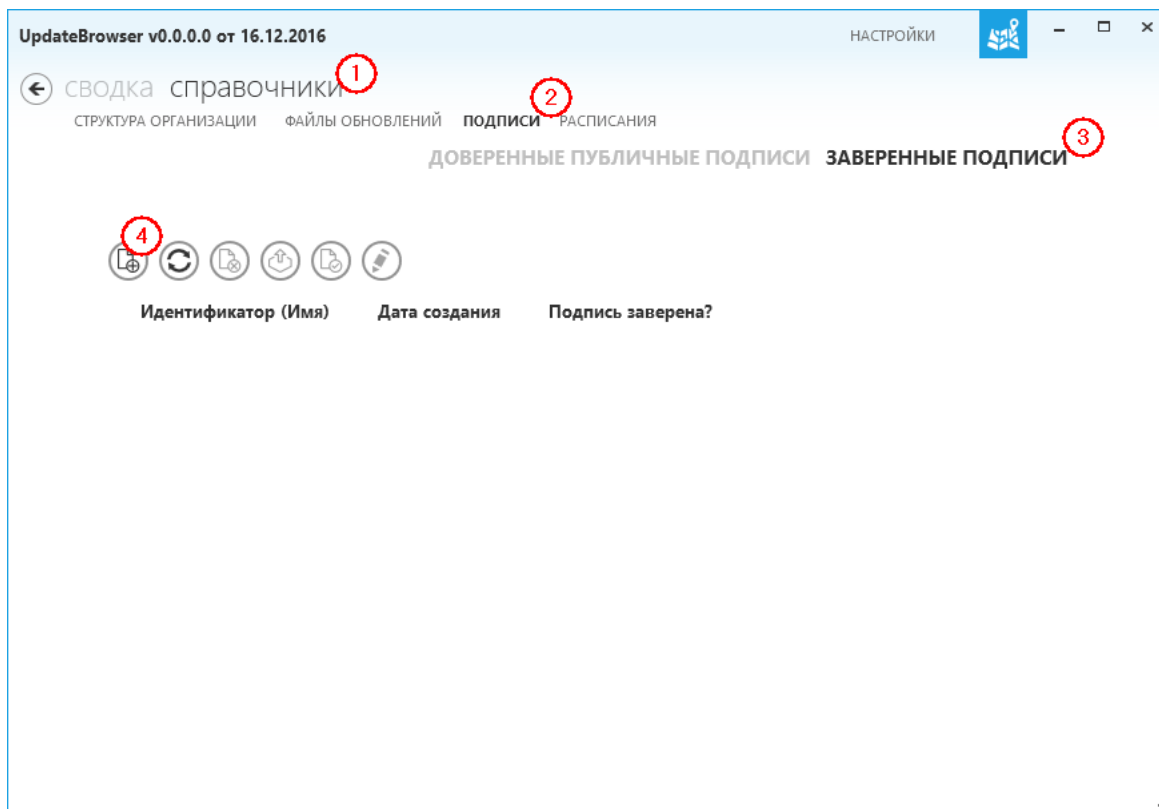 UpdateBrowser v0.0.0.0 от 16.12.2016 НАСТРОЙКИ
сводка справочники 1
СТРУКТУРА ОРГАНИЗАЦИИ ФАЙЛЫ ОБНОВЛЕНИЙ ПОДПИСИ 2 РАСПИСАНИЯ
ДОВЕРЕННЫЕ ПУБЛИЧНЫЕ ПОДПИСИ ЗАВЕРЕННЫЕ ПОДПИСИ 3
4
Идентификатор (Имя) Дата создания Подпись заверена?